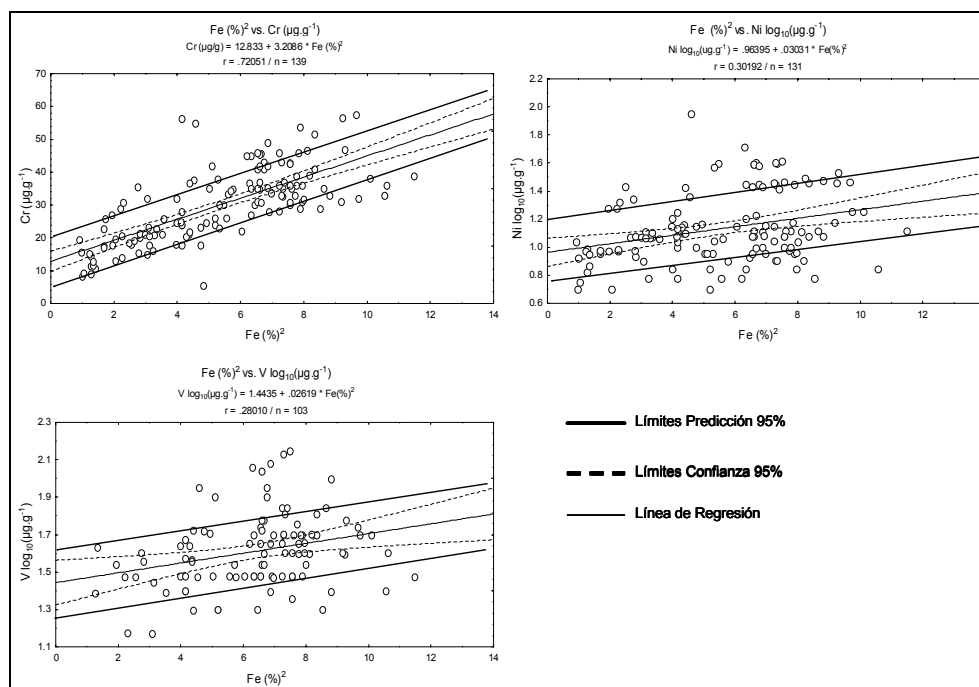 Fe (%)² vs. Cr (µg.g⁻¹)
Cr (µg/g) = 12.833 + 3.2086 * Fe (%)²
r = .72051 / n = 139
70
60
50
40
30
20
10
0
Cr (µg.g⁻¹)
0 2 4 6 8 10 12 14
Fe (%)²
Fe (%)² vs. Ni log₁₀(µg.g⁻¹)
Ni log₁₀(ug.g⁻¹) = .96395 + .03031 * Fe(%)²
r = 0.30192 / n = 131
2.2
2.0
1.8
1.6
1.4
1.2
1.0
0.8
0.6
Ni log₁₀(µg.g⁻¹)
0 2 4 6 8 10 12 14
Fe (%)²
Fe (%)² vs. V log₁₀(µg.g⁻¹)
V log₁₀(µg.g⁻¹) = 1.4435 + .02619 * Fe(%)²
r = .28010 / n = 103
2.3
2.1
1.9
1.7
1.5
1.3
1.1
V log₁₀(µg.g⁻¹)
0 2 4 6 8 10 12 14
Fe (%)²
Límites Predicción 95%
Límites Confianza 95%
Línea de Regresión